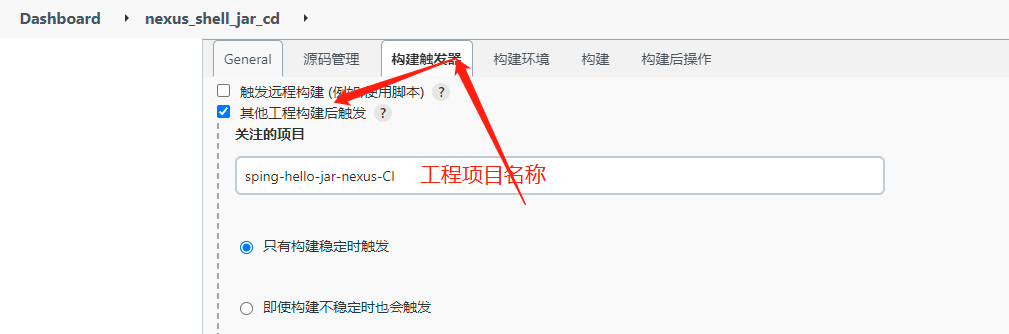 Dashboard nexus_shell_jar_cd
General 源码管理 构建触发器 构建环境 构建 构建后操作
触发远程构建 (例如,使用脚本) ?
其他工程构建后触发 ?
关注的项目
sping-hello-jar-nexus-CI 工程项目名称
只有构建稳定时触发
即使构建不稳定时也会触发